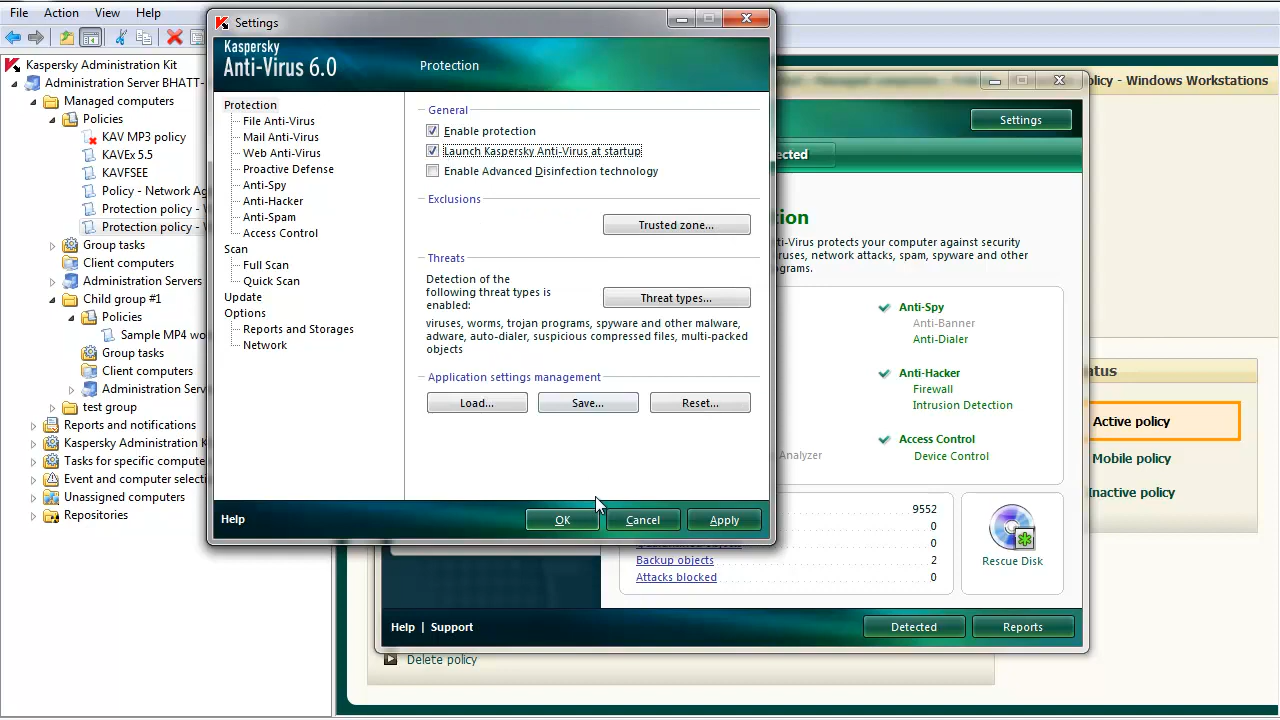 File Action View Help
Kaspersky Administration Kit
Administration Server BHATT-
Managed computers
Policies
KAV MP3 policy
KAVEx 5.5
KAVFSEE
Policy - Network Ag
Protection policy - W
Protection policy - W
Group tasks
Client computers
Administration Servers
Child group #1
Policies
Sample MP4 wo
Group tasks
Client computers
Administration Serv
test group
Reports and notifications
Kaspersky Administration K
Tasks for specific compute
Event and computer selecti
Unassigned computers
Repositories
Settings
Kaspersky
Anti-Virus 6.0
Protection
Protection
File Anti-Virus
Mail Anti-Virus
Web Anti-Virus
Proactive Defense
Anti-Spy
Anti-Hacker
Anti-Spam
Access Control
Scan
Full Scan
Quick Scan
Update
Options
Reports and Storages
Network
General
Enable protection
Launch Kaspersky Anti-Virus at startup
Enable Advanced Disinfection technology
Exclusions
Trusted zone...
Threats
Detection of the
following threat types is
enabled:
Threat types...
viruses, worms, trojan programs, spyware and other malware,
adware, auto-dialer, suspicious compressed files, multi-packed
objects
Application settings management
Load... Save... Reset...
Help
OK Cancel Apply
olicy - Windows Workstations
Settings
ected
ion
ti-Virus protects your computer against security
ruses, network attacks, spam, spyware and other
grams.
Anti-Spy
Anti-Banner
Anti-Dialer
Anti-Hacker
Firewall
Intrusion Detection
Access Control
Device Control
Analyzer
9552
0
0
Backup objects 2
Attacks blocked 0
Rescue Disk
Help | Support
Detected Reports
atus
Active policy
Mobile policy
Inactive policy
Delete policy